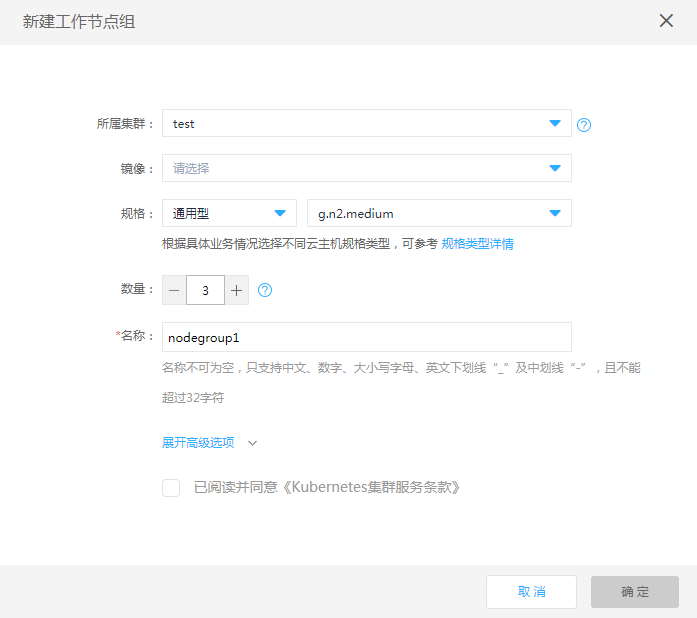 新建工作节点组
所属集群： test
镜像： 请选择
规格： 通用型 g.n2.medium
根据具体业务情况选择不同云主机规格类型，可参考 规格类型详情
数量： 3
*名称： nodegroup1
名称不可为空，只支持中文、数字、大小写字母、英文下划线“_”及中划线“-”，且不能
超过32字符
展开高级选项
已阅读并同意《Kubernetes集群服务条款》
取消 确定